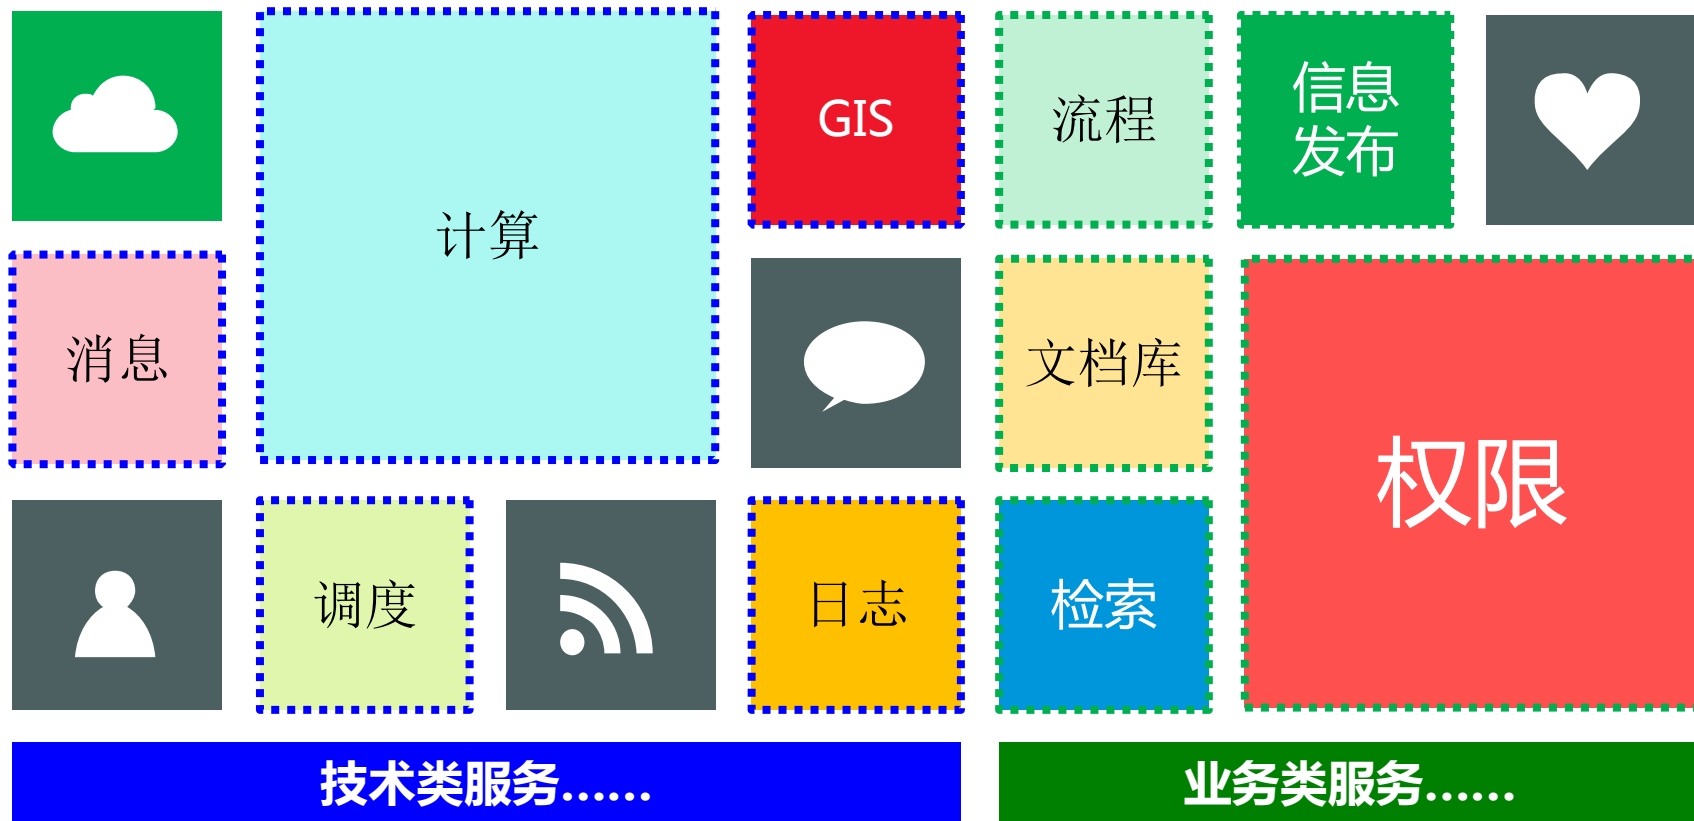 计算
GIS
流程
信息
发布
消息
文档库
权限
调度
日志
检索
技术类服务……
业务类服务……